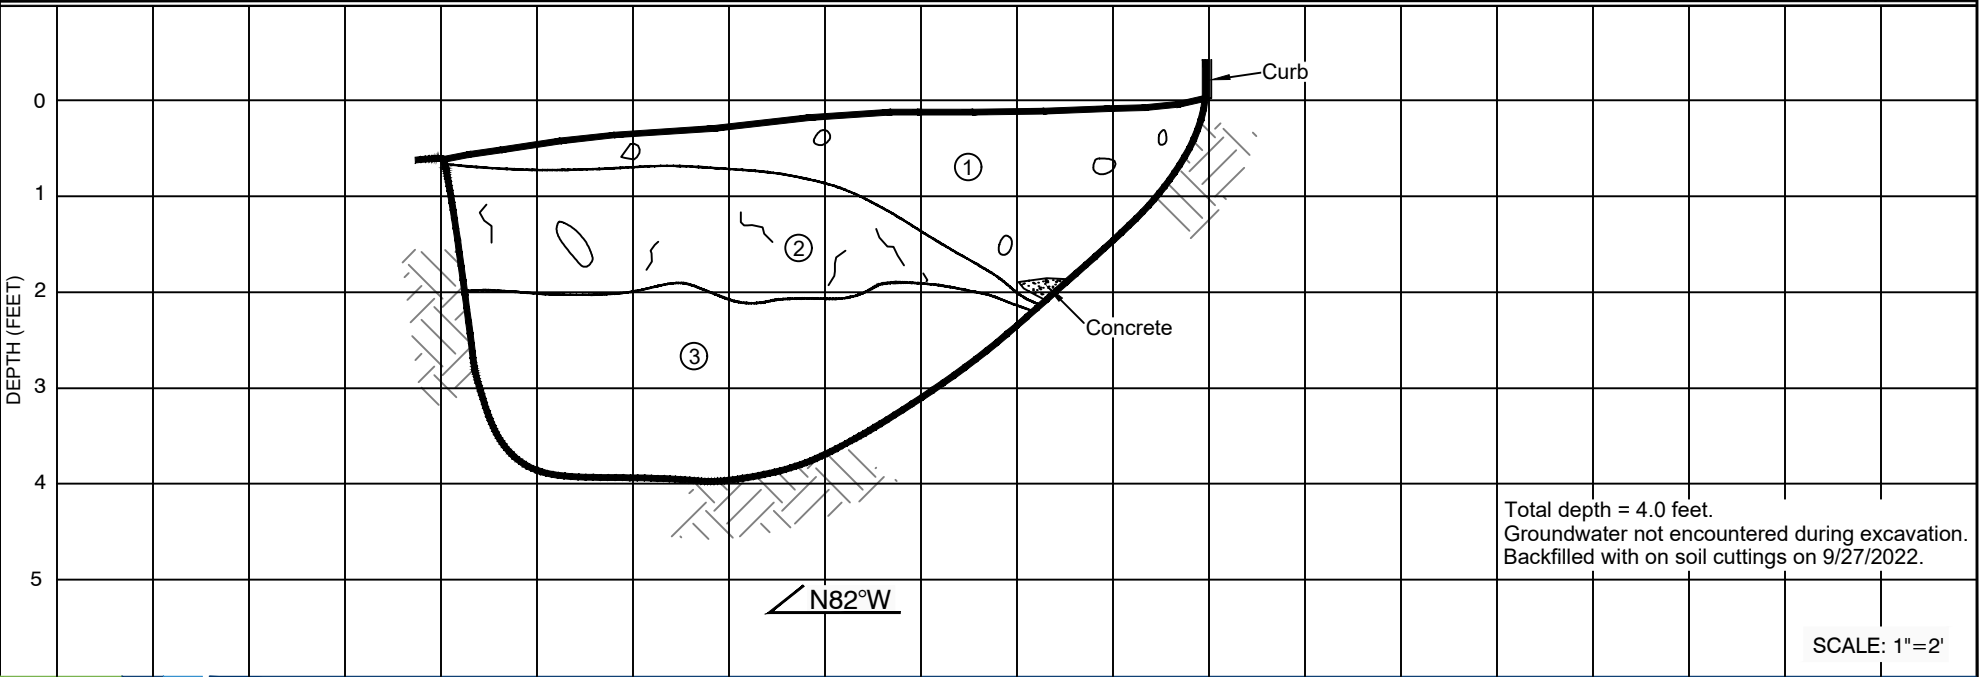 Curb
0
1
1
2
2
DEPTH (FEET)
Concrete
3
3
4
Total depth = 4.0 feet.
Groundwater not encountered during excavation.
Backfilled with on soil cuttings on 9/27/2022.
5
N82°W
SCALE: 1"=2'